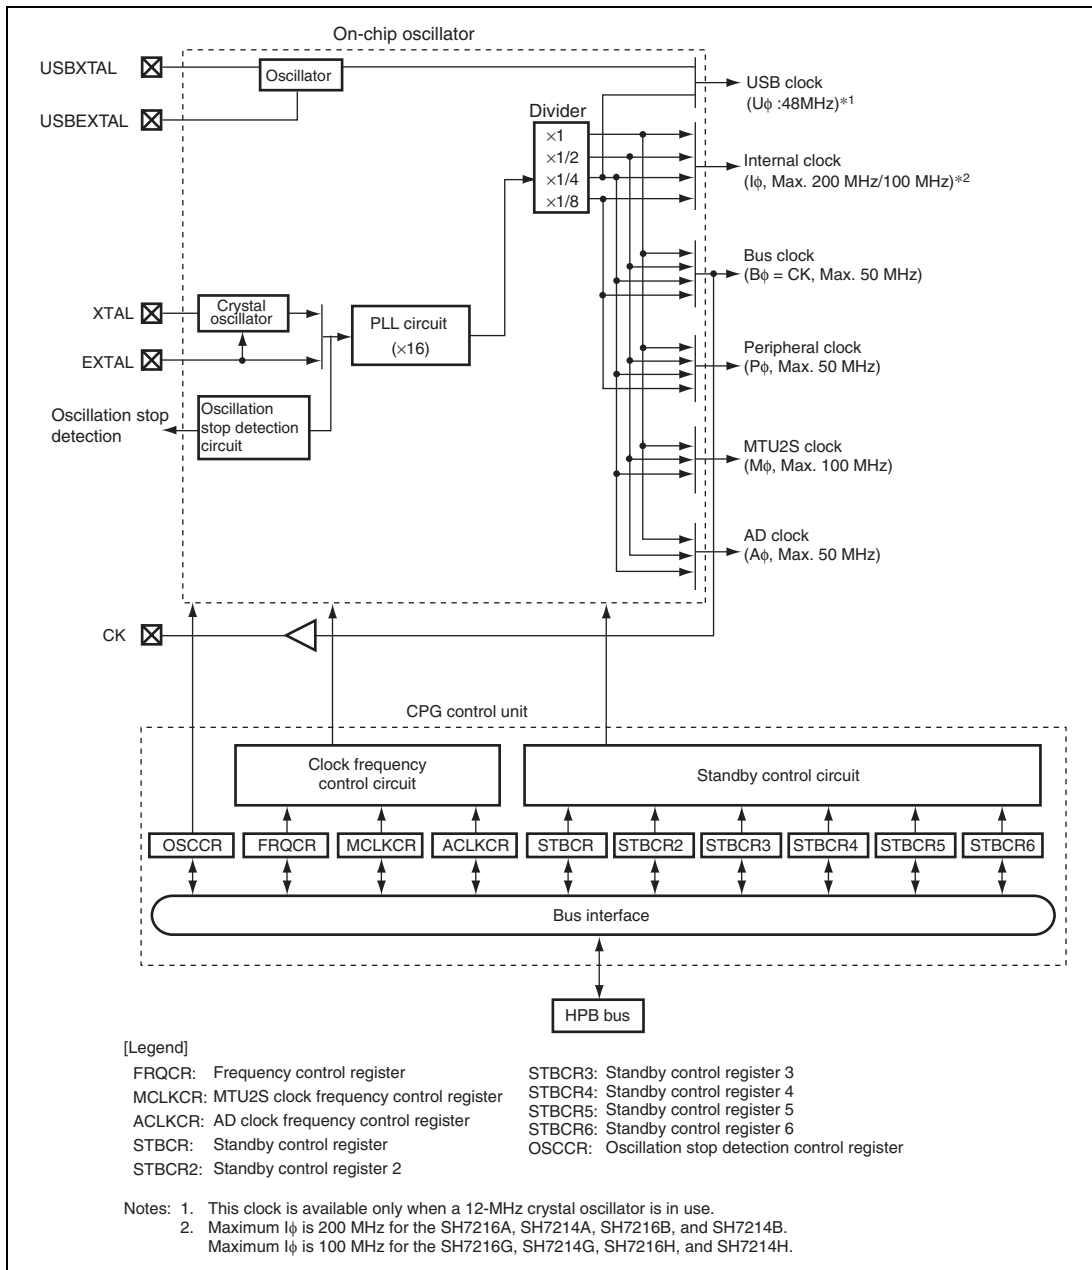 On-chip oscillator
USBXTAL
Oscillator
USBEXTAL
USB clock
(Uϕ :48MHz)*1
Divider
×1
×1/2
×1/4
×1/8
Internal clock
(Iϕ, Max. 200 MHz/100 MHz)*2
Bus clock
(Bϕ = CK, Max. 50 MHz)
XTAL
Crystal
oscillator
PLL circuit
(×16)
EXTAL
Peripheral clock
(Pϕ, Max. 50 MHz)
Oscillation stop
detection
Oscillation
stop detection
circuit
MTU2S clock
(Mϕ, Max. 100 MHz)
AD clock
(Aϕ, Max. 50 MHz)
CK
CPG control unit
Clock frequency
control circuit
Standby control circuit
OSCCR
FRQCR
MCLKCR
ACLKCR
STBCR
STBCR2
STBCR3
STBCR4
STBCR5
STBCR6
Bus interface
HPB bus
[Legend]
FRQCR: Frequency control register
MCLKCR: MTU2S clock frequency control register
ACLKCR: AD clock frequency control register
STBCR: Standby control register
STBCR2: Standby control register 2
STBCR3: Standby control register 3
STBCR4: Standby control register 4
STBCR5: Standby control register 5
STBCR6: Standby control register 6
OSCCR: Oscillation stop detection control register
Notes: 1. This clock is available only when a 12-MHz crystal oscillator is in use.
2. Maximum Iϕ is 200 MHz for the SH7216A, SH7214A, SH7216B, and SH7214B.
Maximum Iϕ is 100 MHz for the SH7216G, SH7214G, SH7216H, and SH7214H.